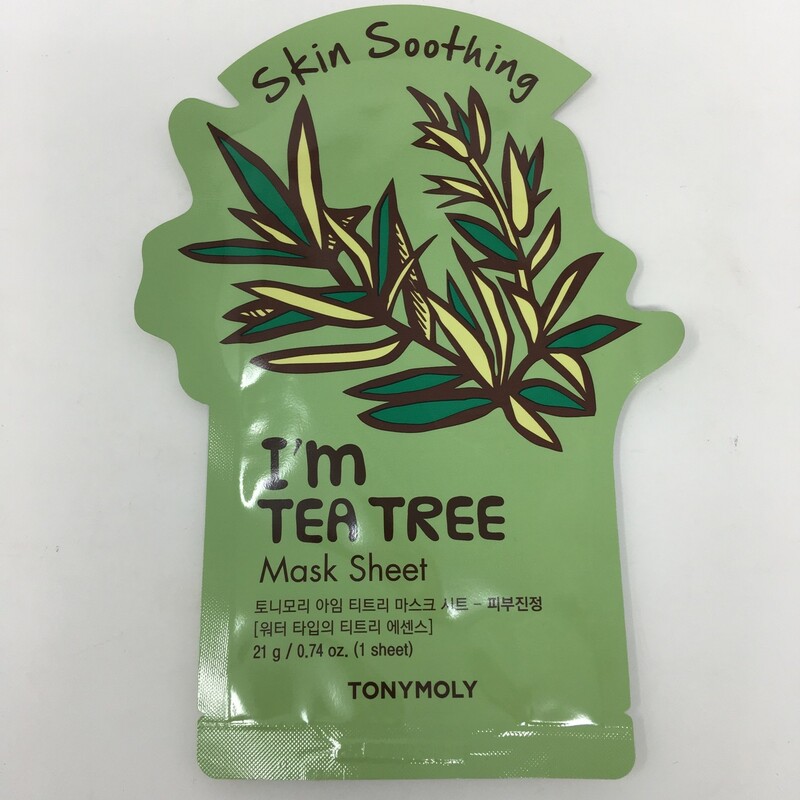 Skin Soothing
I'm
TEA TREE
Mask Sheet
토니모리 아임 티트리 마스크 시트 - 피부진정
[워터 타입의 티트리 에센스]
21 g / 0.74 oz. (1 sheet)
TONYMOLY